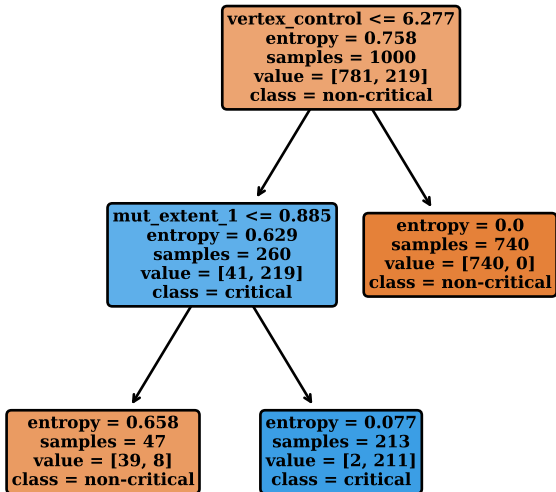 vertex_control <= 6.277
entropy = 0.758
samples = 1000
value = [781, 219]
class = non-critical
mut_extent_1 <= 0.885
entropy = 0.629
samples = 260
value = [41, 219]
class = critical
entropy = 0.0
samples = 740
value = [740, 0]
class = non-critical
entropy = 0.658
samples = 47
value = [39, 8]
class = non-critical
entropy = 0.077
samples = 213
value = [2, 211]
class = critical